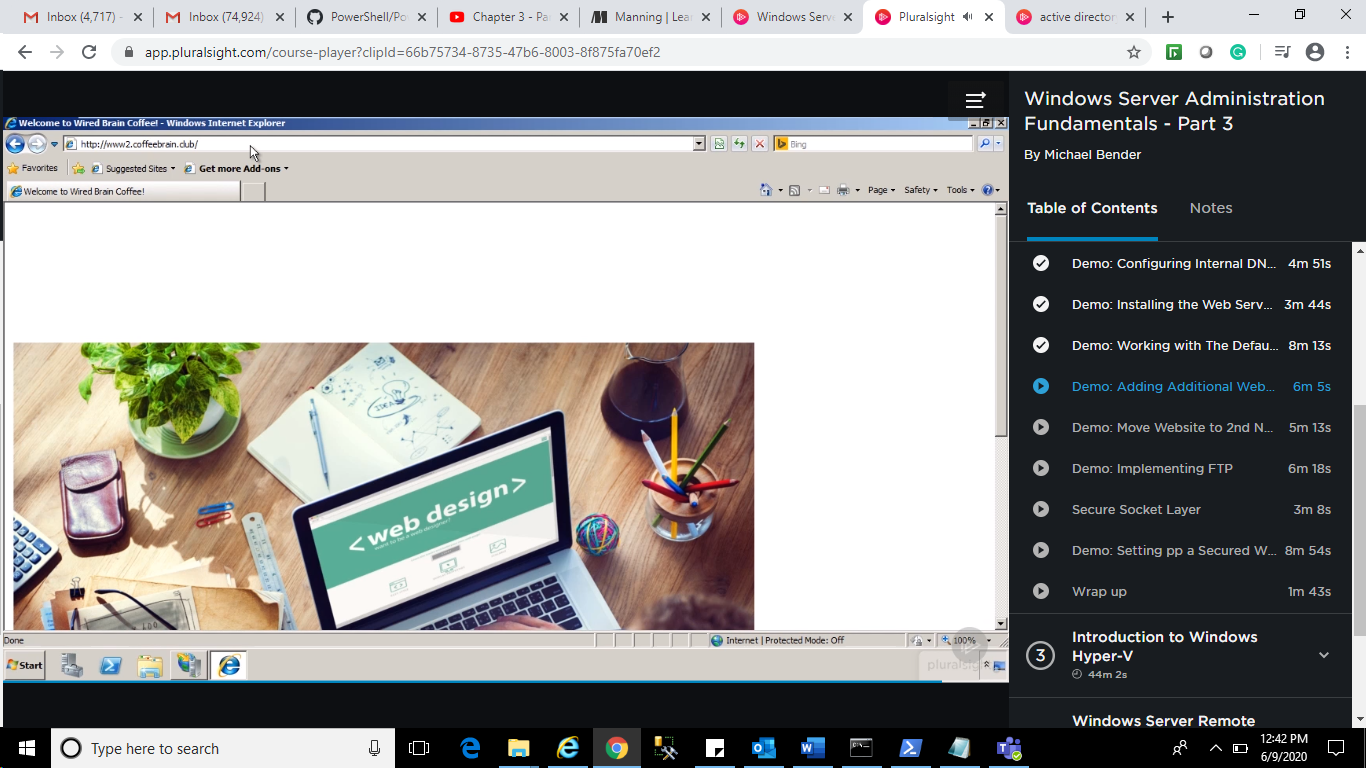 Inbox (4,717) -
Inbox (74,924)
PowerShell/Po
Chapter 3 - Pa
Manning | Lea
Windows Serv
Pluralsight
active director
app.pluralsight.com/course-player?clipId=66b75734-8735-47b6-8003-8f875fa70ef2
Welcome to Wired Brain Coffee! - Windows Internet Explorer
http://www2.coffeebrain.club/
Bing
Favorites
Suggested Sites
Get more Add-ons
Welcome to Wired Brain Coffee!
Page
Safety
Tools
IDEA
< web design >
Done
Internet | Protected Mode: Off
100%
Start
pluralsight
Windows Server Administration
Fundamentals - Part 3
By Michael Bender
Table of Contents
Notes
Demo: Configuring Internal DN... 4m 51s
Demo: Installing the Web Serv... 3m 44s
Demo: Working with The Defau... 8m 13s
Demo: Adding Additional Web... 6m 5s
Demo: Move Website to 2nd N... 5m 13s
Demo: Implementing FTP 6m 18s
Secure Socket Layer 3m 8s
Demo: Setting pp a Secured W... 8m 54s
Wrap up 1m 43s
3
Introduction to Windows
Hyper-V
44m 2s
Windows Server Remote
Type here to search
12:42 PM
6/9/2020